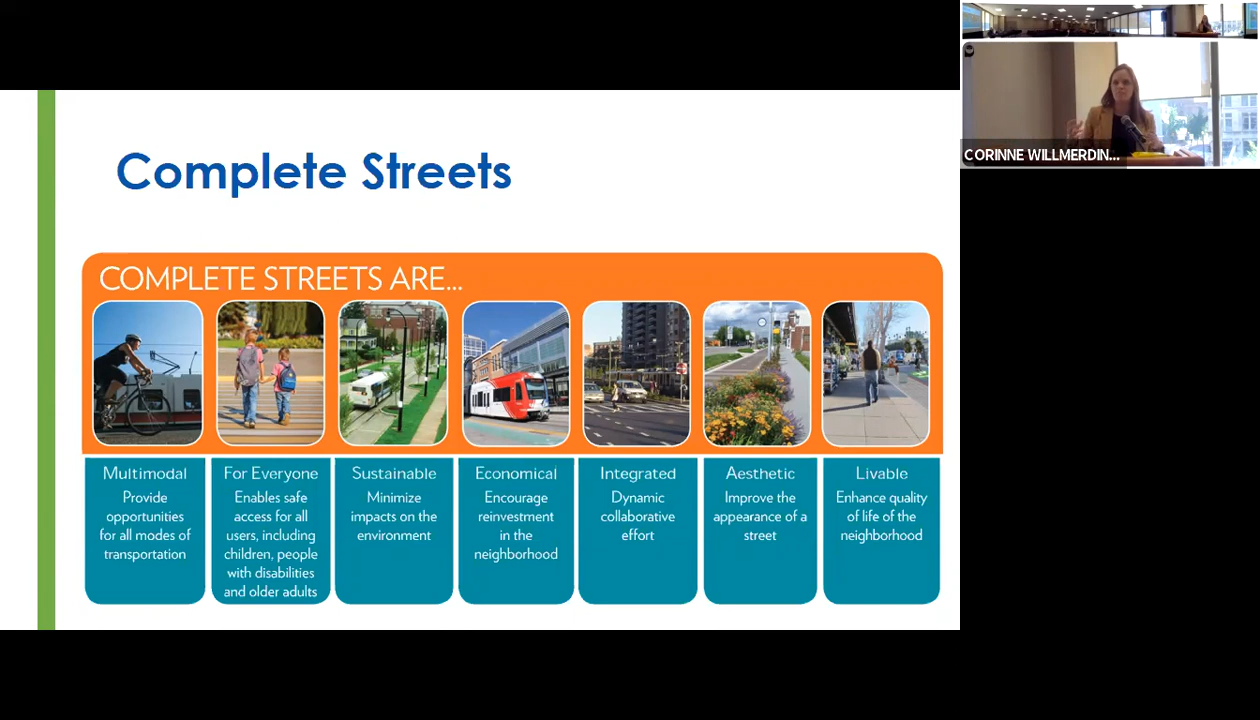 Complete Streets
COMPLETE STREETS ARE...
Multimodal
Provide
opportunities
for all modes of
transportation
For Everyone
Enables safe
access for all
users, including
children, people
with disabilities
and older adults
Sustainable
Minimize
impacts on the
environment
Economical
Encourage
reinvestment
in the
neighborhood
Integrated
Dynamic
collaborative
effort
Aesthetic
Improve the
appearance of a
street
Livable
Enhance quality
of life of the
neighborhood
CORINNE WILLMERDIN...